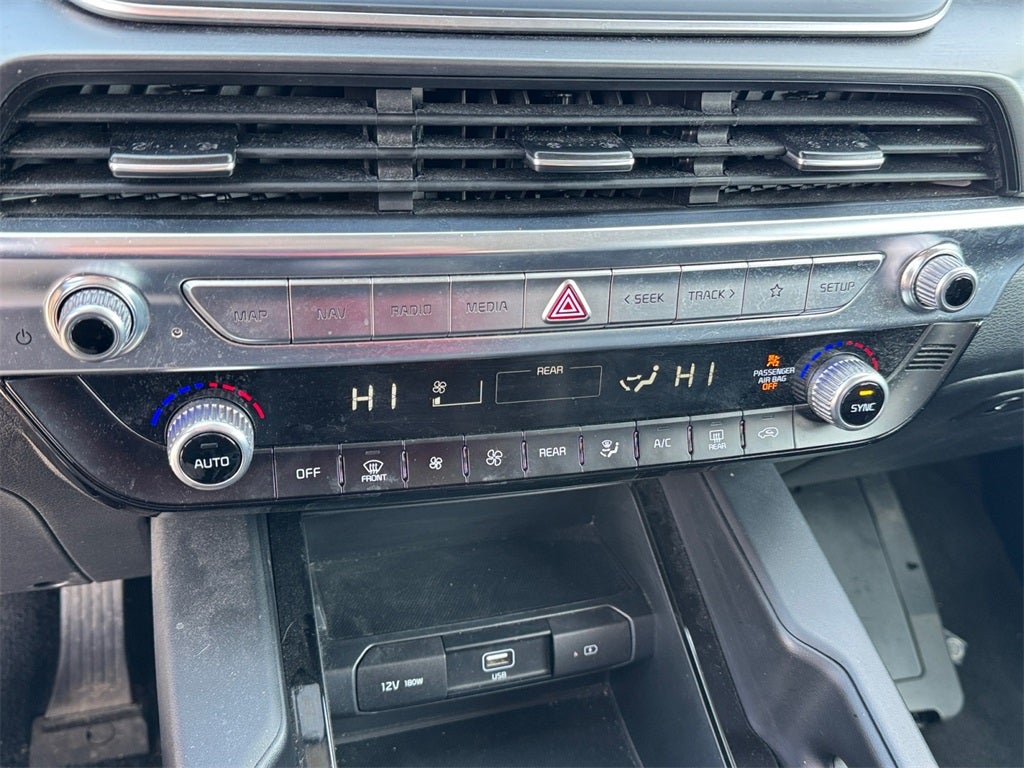 MAP NAV RADIO MEDIA < SEEK TRACK > SETUP
HI REAR HI PASSENGER
AIR BAG
OFF
AUTO SYNC
OFF FRONT REAR A/C REAR
12V 180W USB